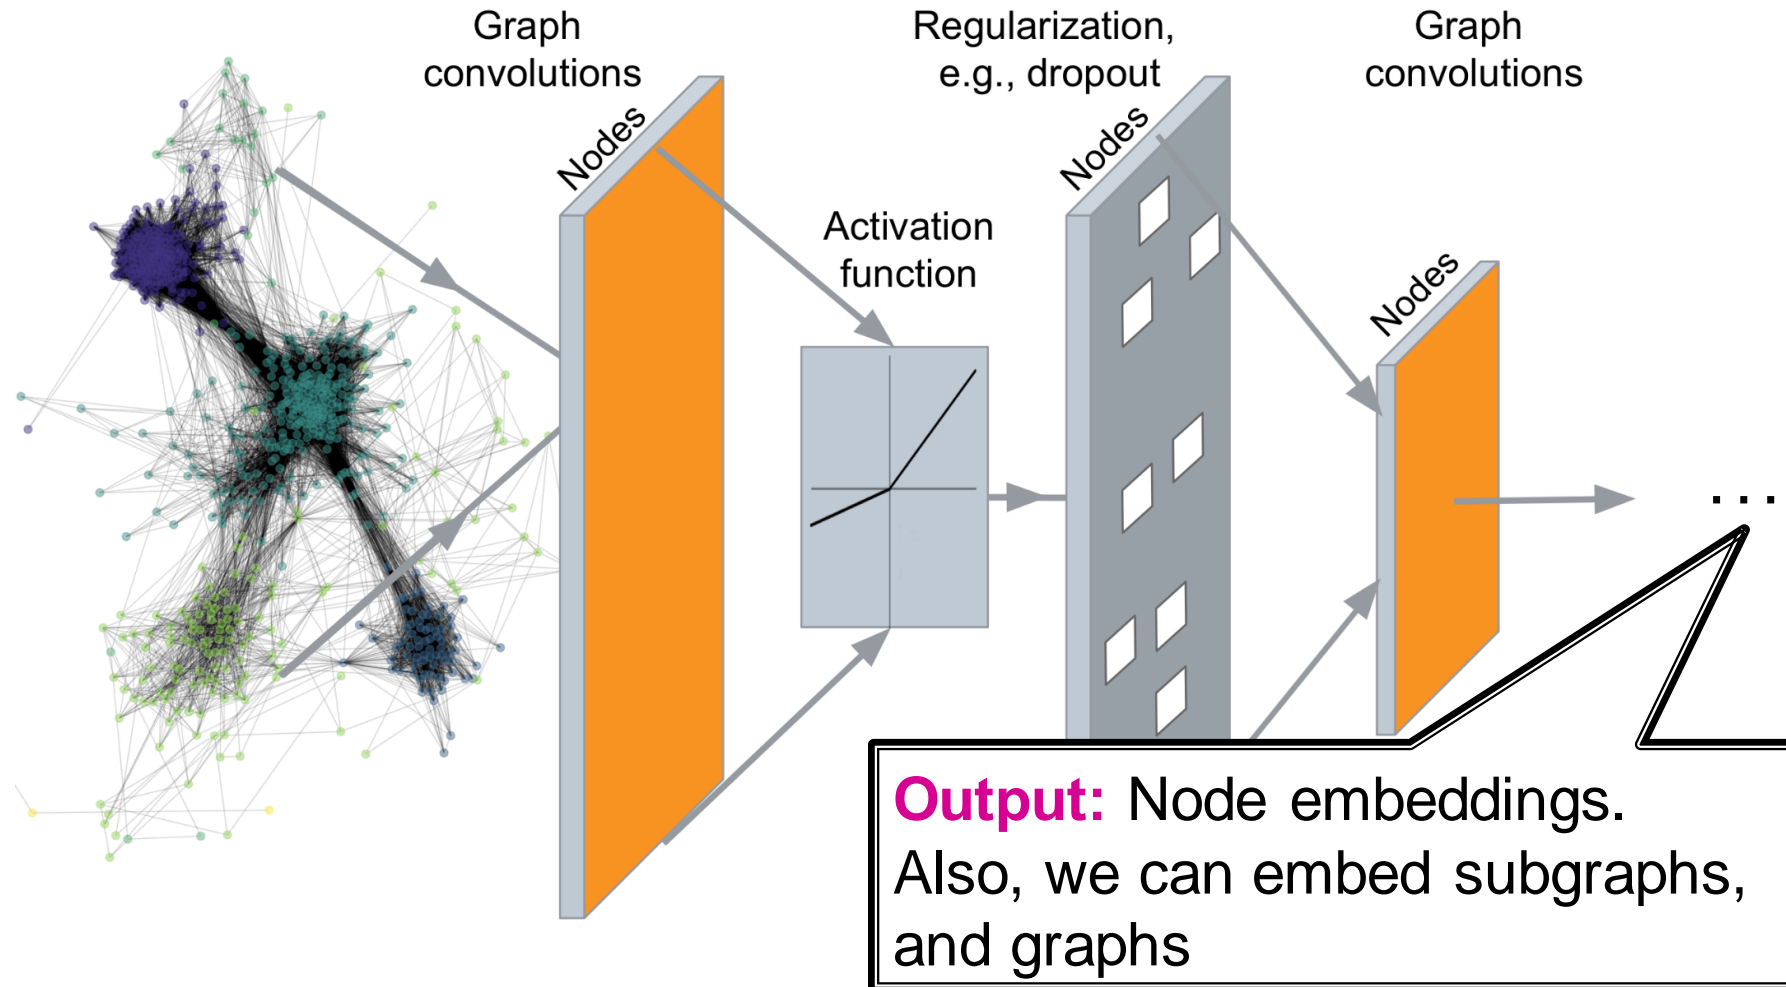 Graph
convolutions
Regularization,
e.g., dropout
Graph
convolutions
Nodes
Nodes
Activation
function
Nodes
...
Output: Node embeddings.
Also, we can embed subgraphs,
and graphs